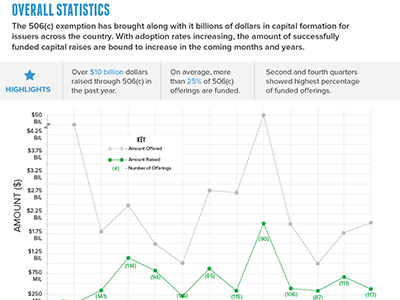 OVERALL STATISTICS
The 506(c) exemption has brought along with it billions of dollars in capital formation for
issuers across the country. With adoption rates increasing, the amount of successfully
funded capital raises are bound to increase in the coming months and years.
HIGHLIGHTS
Over $10 billion dollars
raised through 506(c) in
the past year.
On average, more
than 25% of 506(c)
offerings are funded.
Second and fourth quarters
showed highest percentage
of funded offerings.
KEY
- Amount Offered
- Amount Raised
(#) - Number of Offerings
AMOUNT ($)
$50
BIL
$4.25
BIL
$3.75
BIL
$3.25
BIL
$2.75
BIL
$2.25
BIL
$1.75
BIL
$1.25
BIL
$750
MIL
$250
MIL
(141)
(114)
(94)
(85)
(115)
(90)
(106)
(87)
(111)
(117)